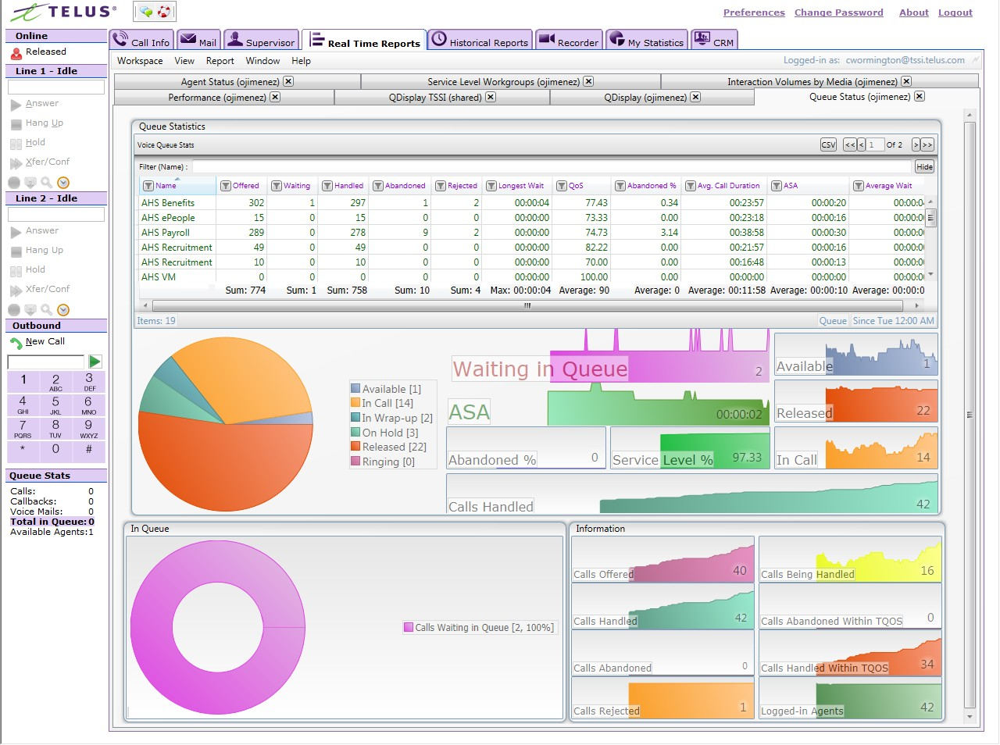 TELUS®
Preferences Change Password About Logout
Online
Released
Line 1 - Idle
Answer
Hang Up
Hold
Xfer/Conf
Line 2 - Idle
Answer
Hang Up
Hold
Xfer/Conf
Outbound
New Call
1 2 ABC 3 DEF
4 GHI 5 JKL 6 MNO
7 PQRS 8 TUV 9 WXYZ
* 0 #
Queue Stats
Calls: 0
Callbacks: 0
Voice Mails: 0
Total in Queue: 0
Available Agents: 1
Call Info Mail Supervisor Real Time Reports Historical Reports Recorder My Statistics CRM
Workspace View Report Window Help
Logged-in as: cwormington@tssi.telus.com
Agent Status (ojimenez) Service Level Workgroups (ojimenez) Interaction Volumes by Media (ojimenez)
Performance (ojimenez) QDisplay TSSI (shared) QDisplay (ojimenez) Queue Status (ojimenez)
Queue Statistics
Voice Queue Stats CSV << < 1 Of 2 > >>
Filter (Name) : Hide
Name Offered Waiting Handled Abandoned Rejected Longest Wait QoS Abandoned % Avg. Call Duration ASA Average Wait
AHS Benefits 302 1 297 1 2 00:00:04 77.43 0.34 00:23:57 00:00:20 00:00:04
AHS ePeople 15 0 15 0 0 00:00:00 73.33 0.00 00:23:18 00:00:16 00:00:0
AHS Payroll 289 0 278 9 2 00:00:00 74.73 3.14 00:38:58 00:00:30 00:00:0
AHS Recruitment 49 0 49 0 0 00:00:00 82.22 0.00 00:21:57 00:00:16 00:00:0
AHS Recruitment 10 0 10 0 0 00:00:00 70.00 0.00 00:16:48 00:00:13 00:00:0
AHS VM 0 0 0 0 0 00:00:00 100.00 0.00 00:00:00 00:00:00 00:00:0
Sum: 774 Sum: 1 Sum: 758 Sum: 10 Sum: 4 Max: 00:00:04 Average: 90 Average: 0 Average: 00:11:58 Average: 00:00:10 Average: 00:00:0
Items: 19 Queue Since Tue 12:00 AM
Available [1]
In Call [14]
In Wrap-up [2]
On Hold [3]
Released [22]
Ringing [0]
Waiting in Queue 2
ASA 00:00:02
Abandoned % 0
Service Level % 97.33
Calls Handled 42
Available 1
Released 22
In Call 14
In Queue
Calls Waiting in Queue [2, 100%]
Information
Calls Offered 40
Calls Being Handled 16
Calls Handled 42
Calls Abandoned Within TQOS 0
Calls Abandoned 0
Calls Handled Within TQOS 34
Calls Rejected 1
Logged-in Agents 42